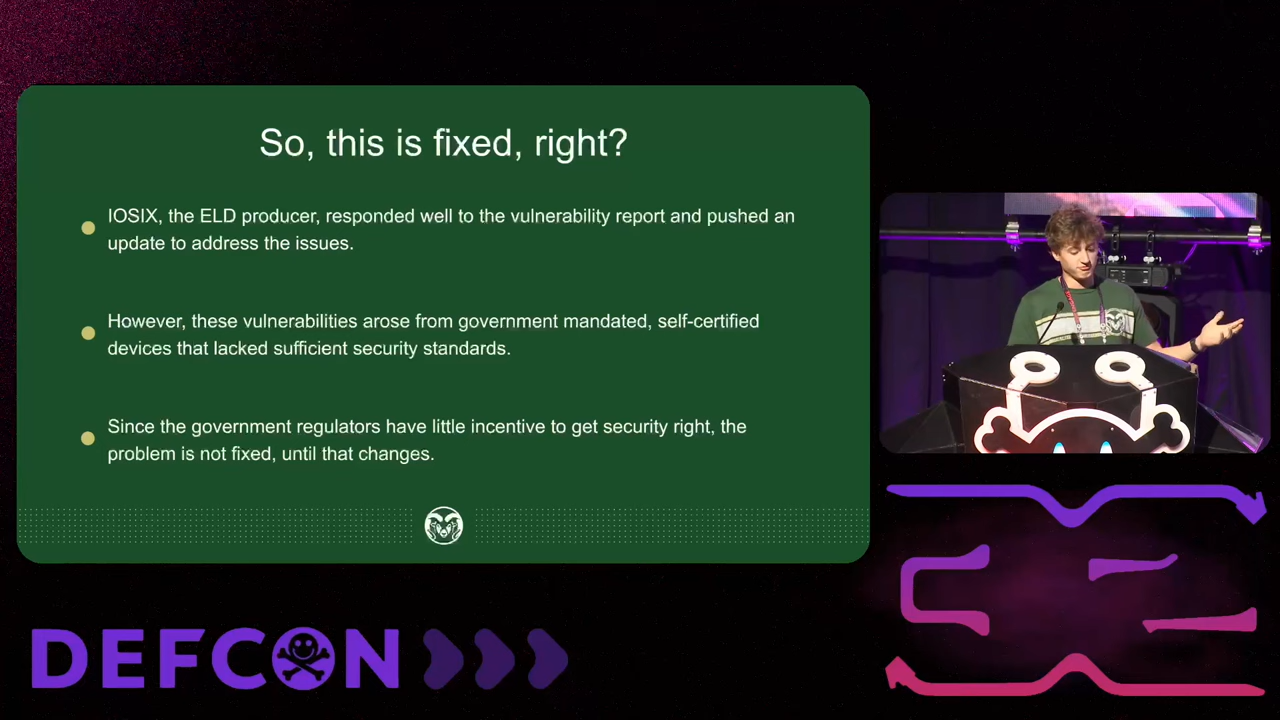 So, this is fixed, right?
IOSIX, the ELD producer, responded well to the vulnerability report and pushed an
update to address the issues.
However, these vulnerabilities arose from government mandated, self-certified
devices that lacked sufficient security standards.
Since the government regulators have little incentive to get security right, the
problem is not fixed, until that changes.
DEFCON